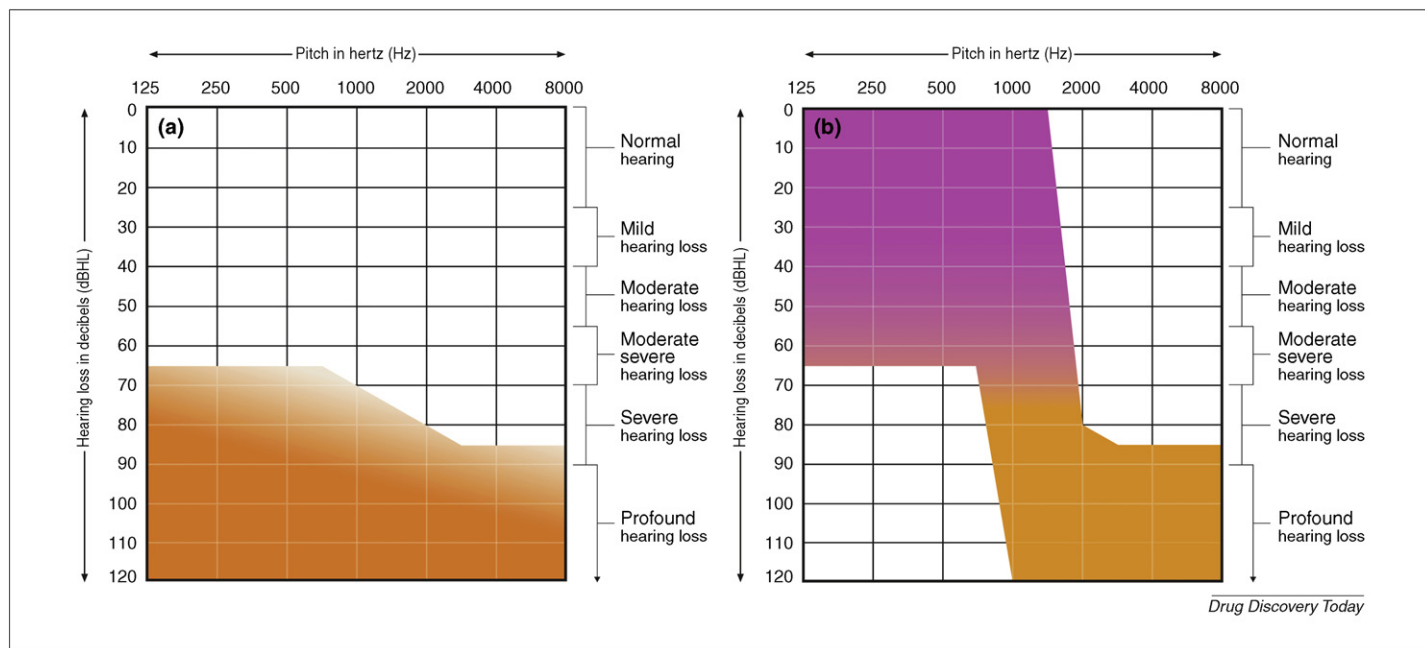 Pitch in hertz (Hz)
125 250 500 1000 2000 4000 8000
(a)
0
10
20
30
40
50
60
70
80
90
100
110
120
Hearing loss in decibels (dBHL)
Normal
hearing
Mild
hearing loss
Moderate
hearing loss
Moderate
severe
hearing loss
Severe
hearing loss
Profound
hearing loss
Pitch in hertz (Hz)
125 250 500 1000 2000 4000 8000
(b)
0
10
20
30
40
50
60
70
80
90
100
110
120
Hearing loss in decibels (dBHL)
Normal
hearing
Mild
hearing loss
Moderate
hearing loss
Moderate
severe
hearing loss
Severe
hearing loss
Profound
hearing loss
Drug Discovery Today